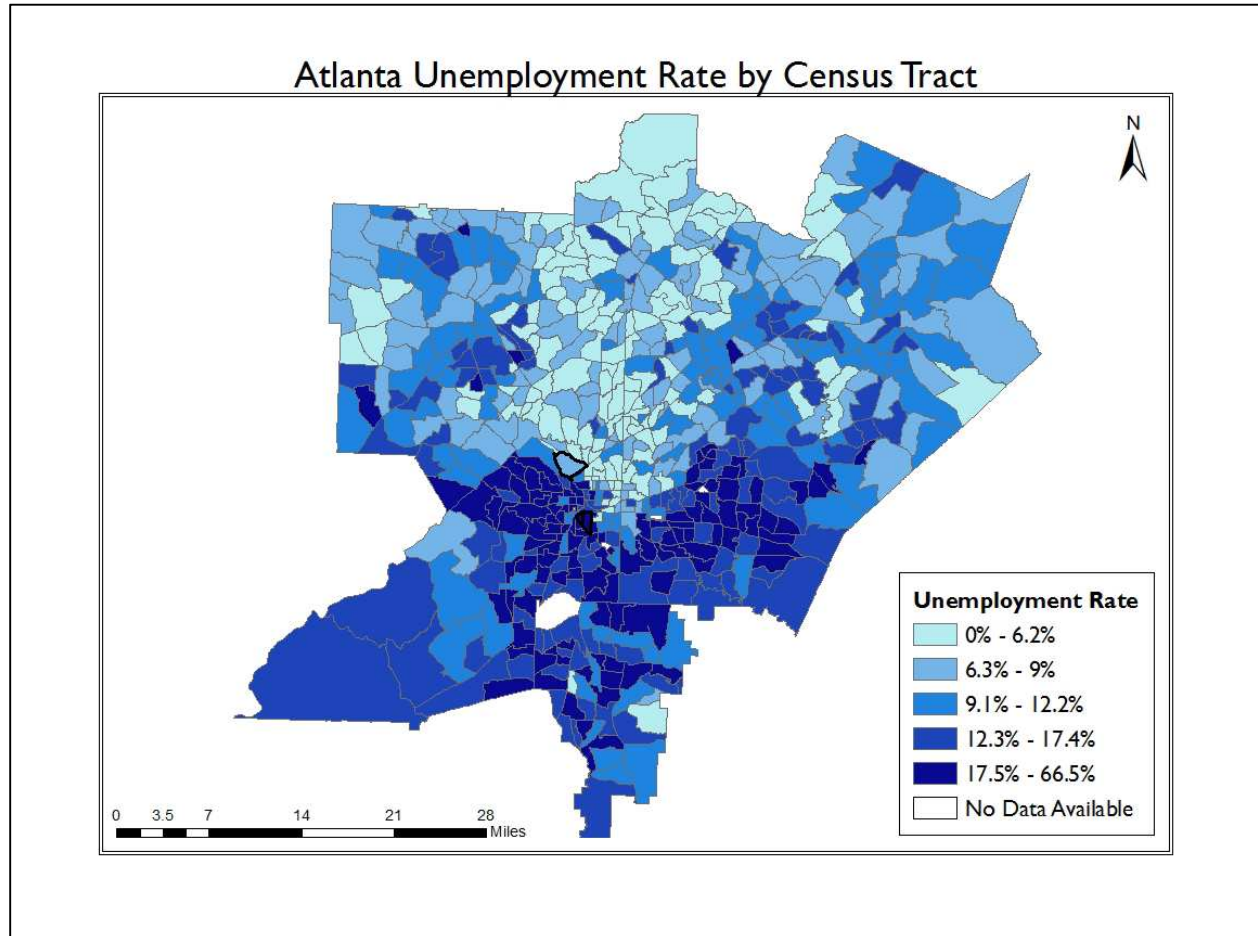 Atlanta Unemployment Rate by Census Tract
N
Unemployment Rate
0% - 6.2%
6.3% - 9%
9.1% - 12.2%
12.3% - 17.4%
17.5% - 66.5%
No Data Available
0 3.5 7 14 21 28
Miles